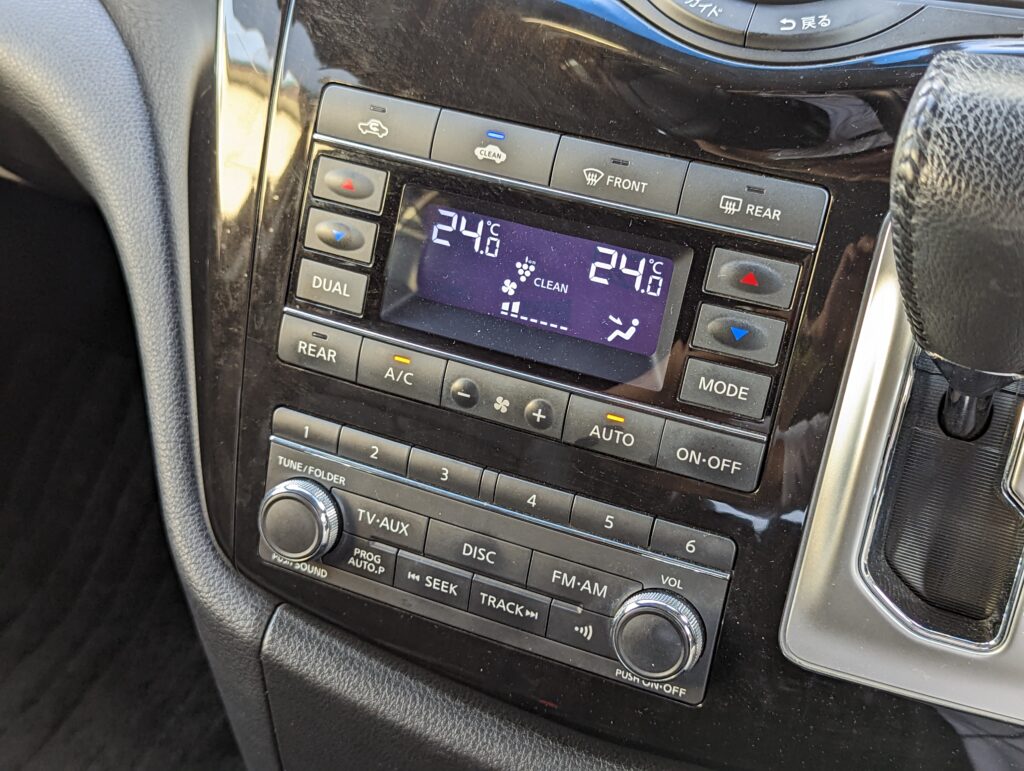 ガイド
戻る
CLEAN
FRONT
REAR
24.0℃
24.0℃
ion
CLEAN
DUAL
REAR
A/C
−
+
AUTO
MODE
ON·OFF
1
2
3
4
5
6
TUNE/FOLDER
TV·AUX
DISC
FM·AM
VOL
PROG
AUTO.P
SEEK
TRACK
PUSH SOUND
PUSH ON·OFF